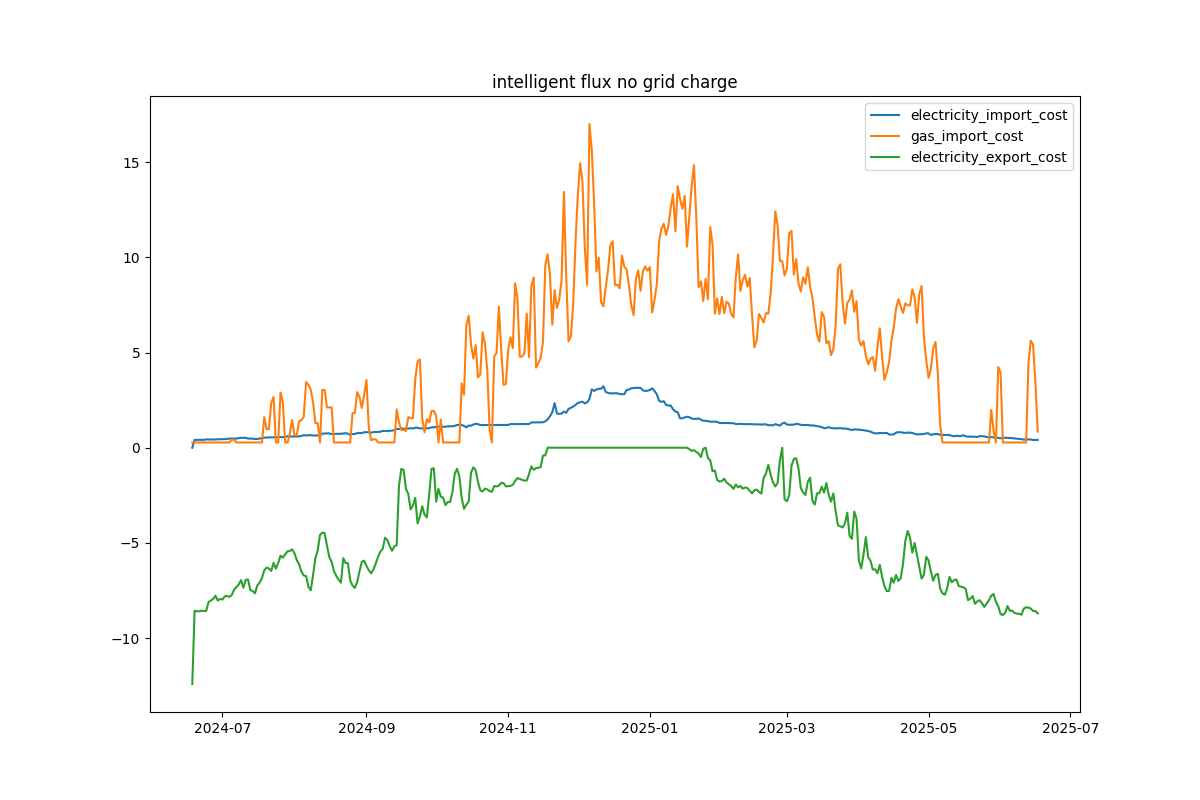 intelligent flux no grid charge
electricity_import_cost
gas_import_cost
electricity_export_cost
15
10
5
0
−5
−10
2024-07 2024-09 2024-11 2025-01 2025-03 2025-05 2025-07